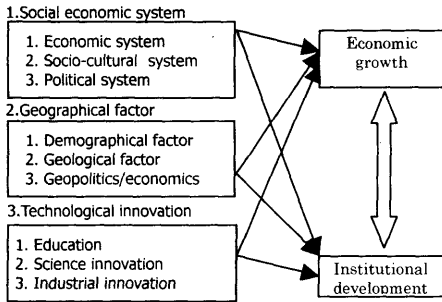 1.Social economic system
1. Economic system
2. Socio-cultural system
3. Political system
Economic
growth
2.Geographical factor
1. Demographical factor
2. Geological factor
3. Geopolitics/economics
3.Technological innovation
1. Education
2. Science innovation
3. Industrial innovation
Institutional
development